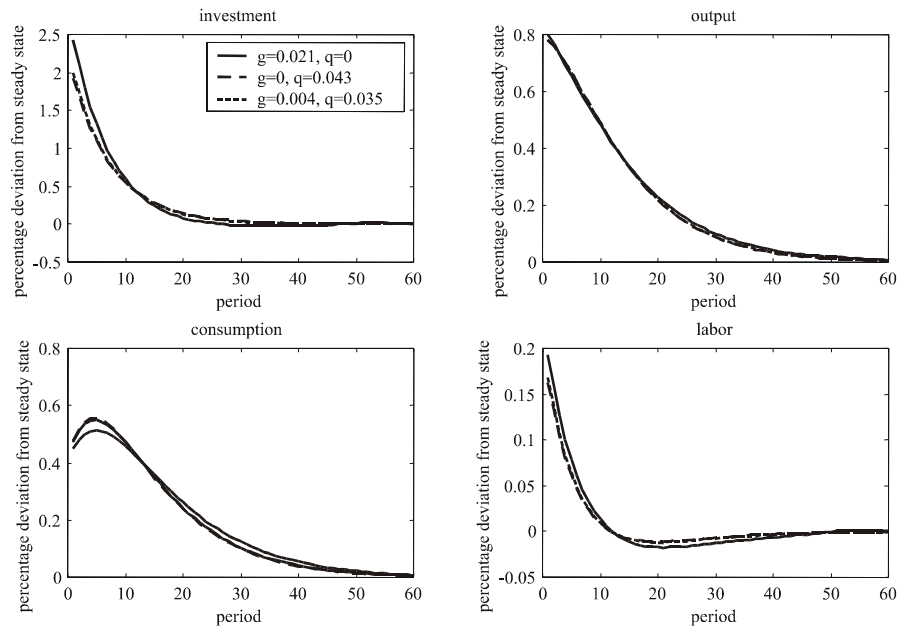 investment
percentage deviation from steady state
2.5
2
1.5
1
0.5
0
-0.5
g=0.021, q=0
g=0, q=0.043
g=0.004, q=0.035
0 10 20 30 40 50 60
period
output
percentage deviation from steady state
0.8
0.6
0.4
0.2
0
0 10 20 30 40 50 60
period
consumption
percentage deviation from steady state
0.8
0.6
0.4
0.2
0
0 10 20 30 40 50 60
period
labor
percentage deviation from steady state
0.2
0.15
0.1
0.05
0
-0.05
0 10 20 30 40 50 60
period